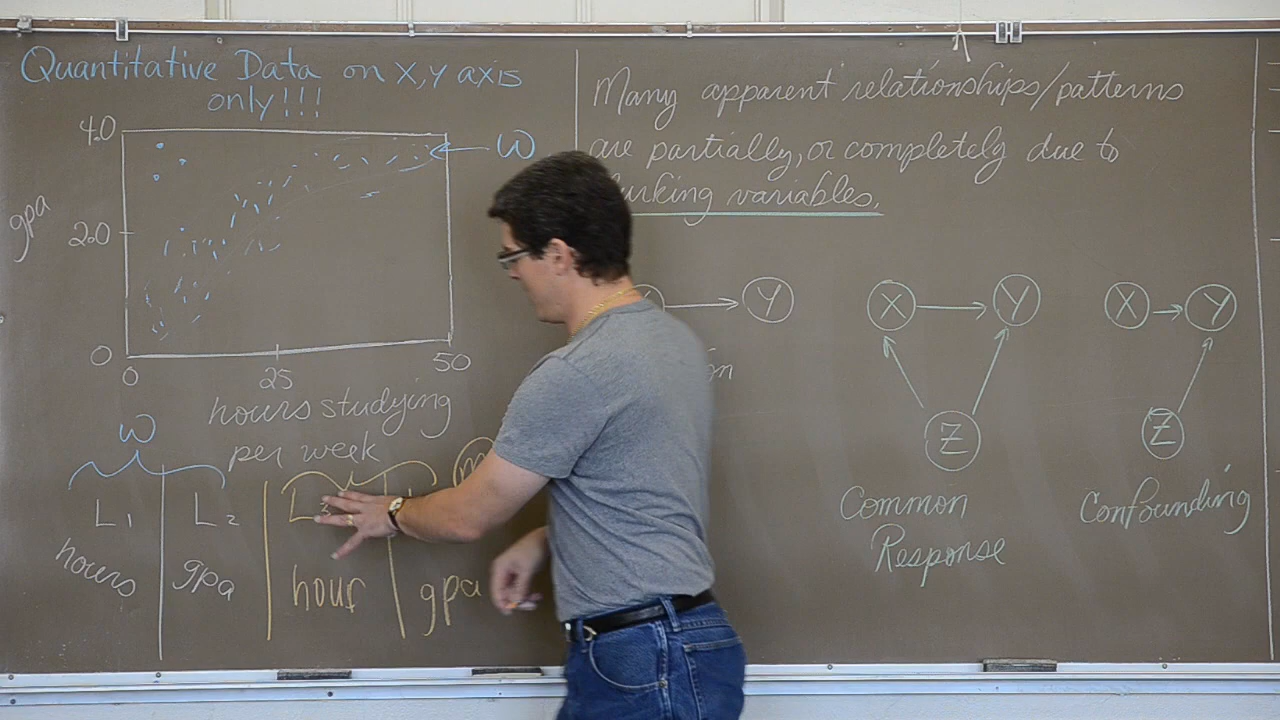 Quantitative Data on X,Y axis
only!!!
4.0
W
gpa
2.0
0
0
25
50
hours studying
per week
W
L1
L2
L3
hours
gpa
hour
gpa
m
Many apparent relationships/patterns
are partially, or completely due to
lurking variables.
Y
X
Y
Z
Common
Response
X
Y
Z
Confounding